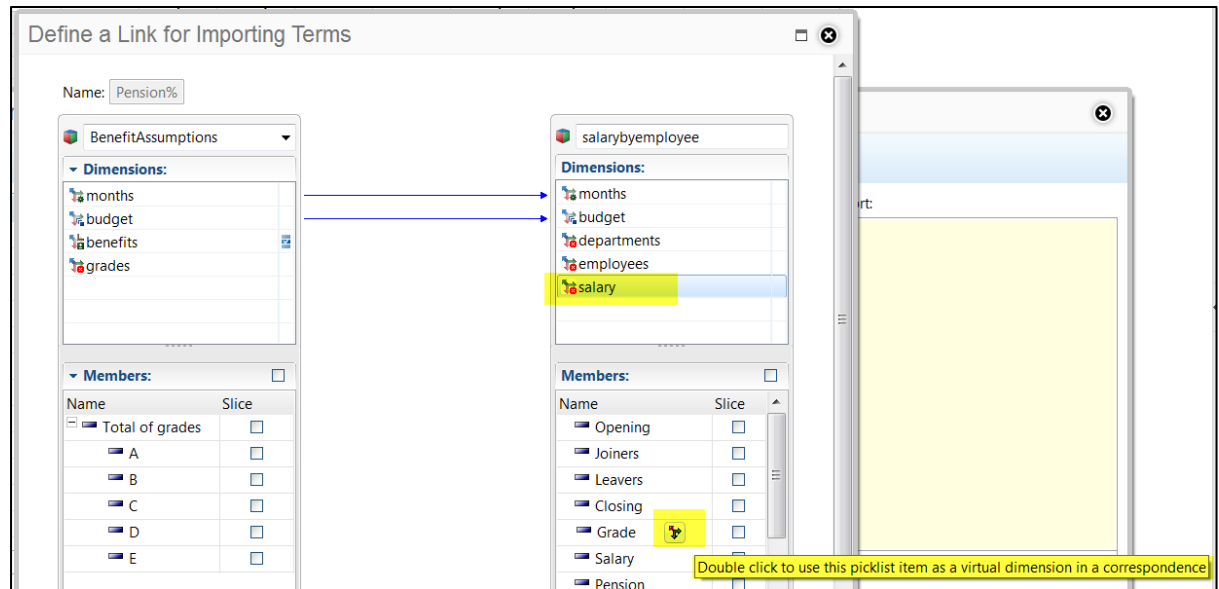 Define a Link for Importing Terms
Name: Pension%
BenefitAssumptions
Dimensions:
months
budget
benefits
grades
Members:
Name Slice
Total of grades
A
B
C
D
E
salarybyemployee
Dimensions:
months
budget
departments
employees
salary
Members:
Name Slice
Opening
Joiners
Leavers
Closing
Grade
Salary
Pension
rt:
Double click to use this picklist item as a virtual dimension in a correspondence